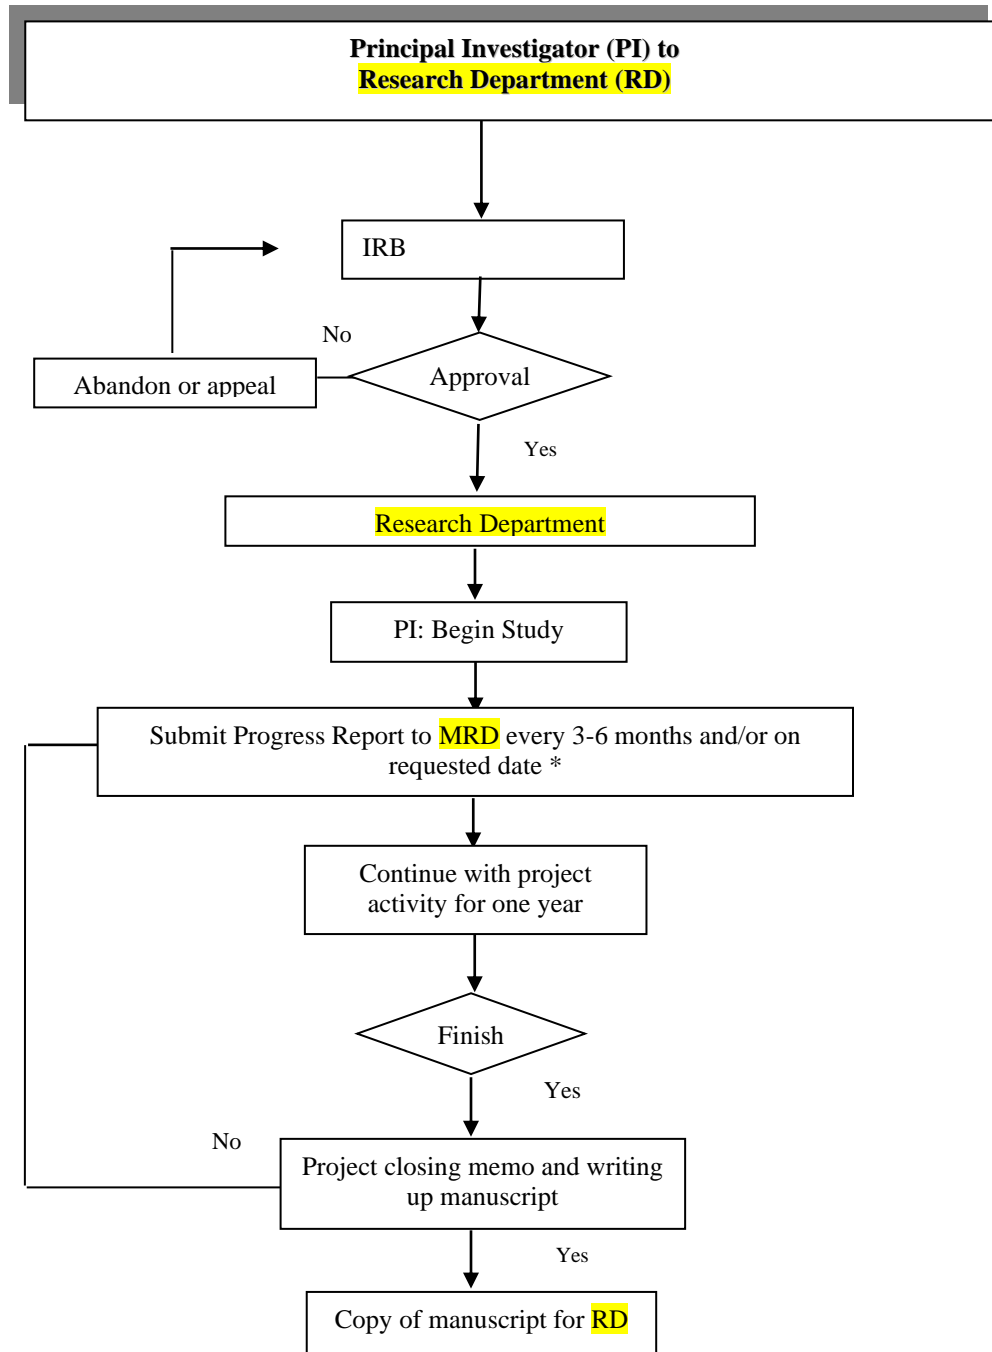 Principal Investigator (PI) to
Research Department (RD)
IRB
No
Approval
Abandon or appeal
Yes
Research Department
PI: Begin Study
Submit Progress Report to MRD every 3-6 months and/or on
requested date *
Continue with project
activity for one year
Finish
Yes
No
Project closing memo and writing
up manuscript
Yes
Copy of manuscript for RD